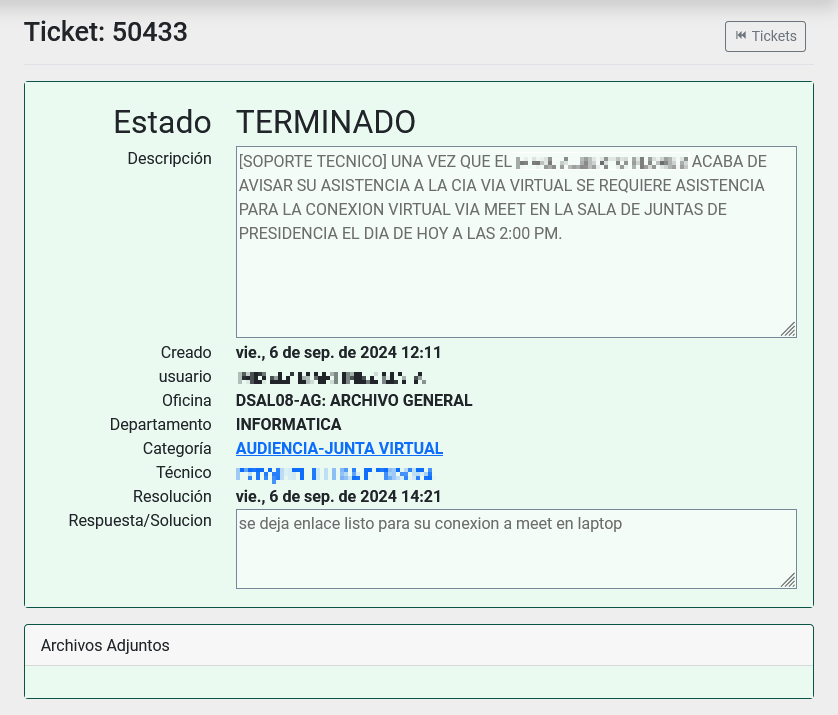 Ticket: 50433
Tickets
Estado TERMINADO
Descripción
[SOPORTE TECNICO] UNA VEZ QUE EL ACABA DE
AVISAR SU ASISTENCIA A LA CIA VIA VIRTUAL SE REQUIERE ASISTENCIA
PARA LA CONEXION VIRTUAL VIA MEET EN LA SALA DE JUNTAS DE
PRESIDENCIA EL DIA DE HOY A LAS 2:00 PM.
Creado vie., 6 de sep. de 2024 12:11
usuario
Oficina DSAL08-AG: ARCHIVO GENERAL
Departamento INFORMATICA
Categoría AUDIENCIA-JUNTA VIRTUAL
Técnico
Resolución vie., 6 de sep. de 2024 14:21
Respuesta/Solucion se deja enlace listo para su conexion a meet en laptop
Archivos Adjuntos